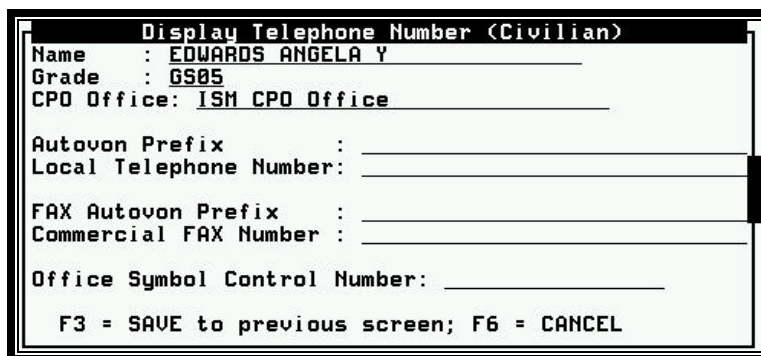 Display Telephone Number (Civilian)
Name : EDWARDS ANGELA Y
Grade : GS05
CPO Office: ISM CPO Office
Autovon Prefix :
Local Telephone Number:
FAX Autovon Prefix :
Commercial FAX Number :
Office Symbol Control Number:
F3 = SAVE to previous screen; F6 = CANCEL